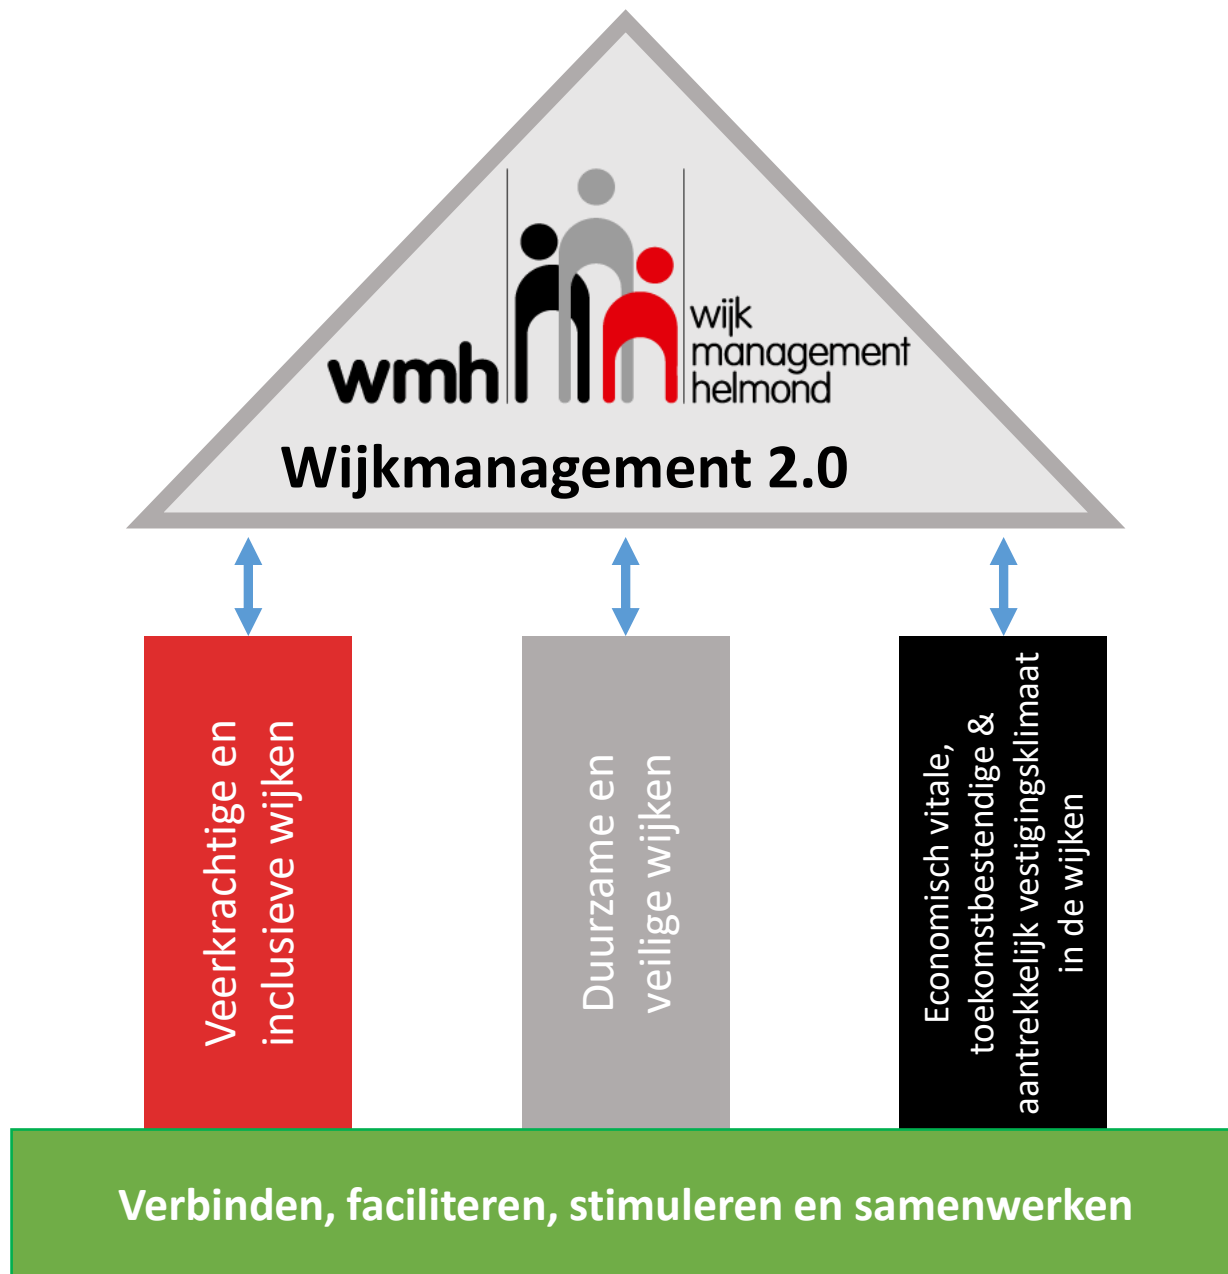 wmh
wijk
management
helmond
Wijkmanagement 2.0
Veerkrachtige en
inclusieve wijken
Duurzame en
veilige wijken
Economisch vitale,
toekomstbestendige &
aantrekkelijk vestigingsklimaat
in de wijken
Verbinden, faciliteren, stimuleren en samenwerken